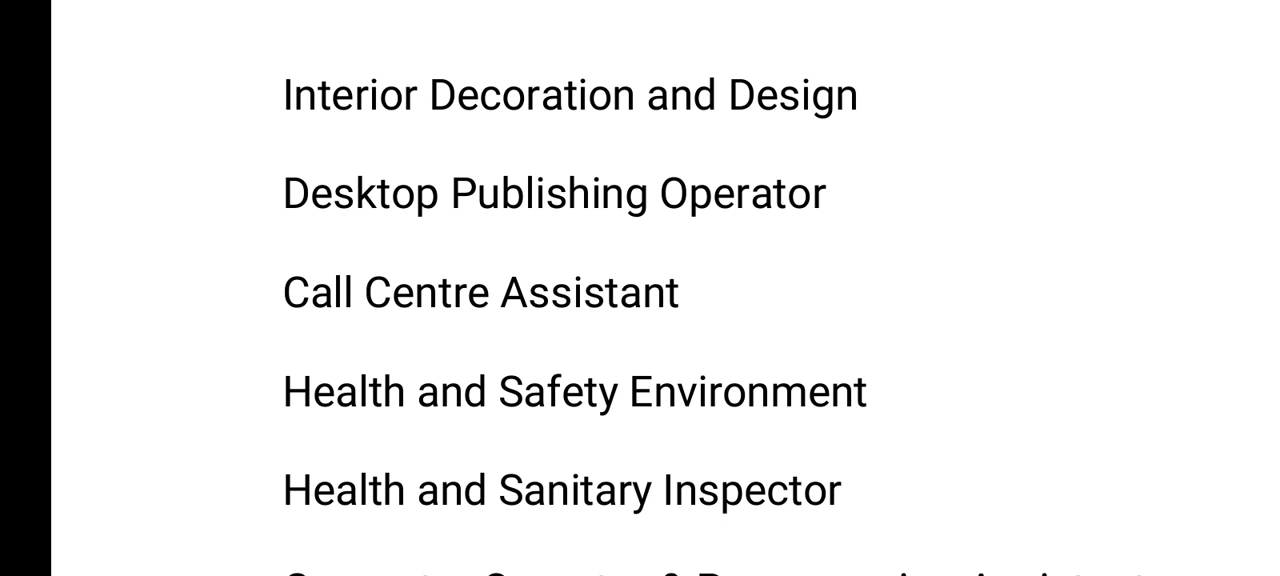 Interior Decoration and Design
Desktop Publishing Operator
Call Centre Assistant
Health and Safety Environment
Health and Sanitary Inspector